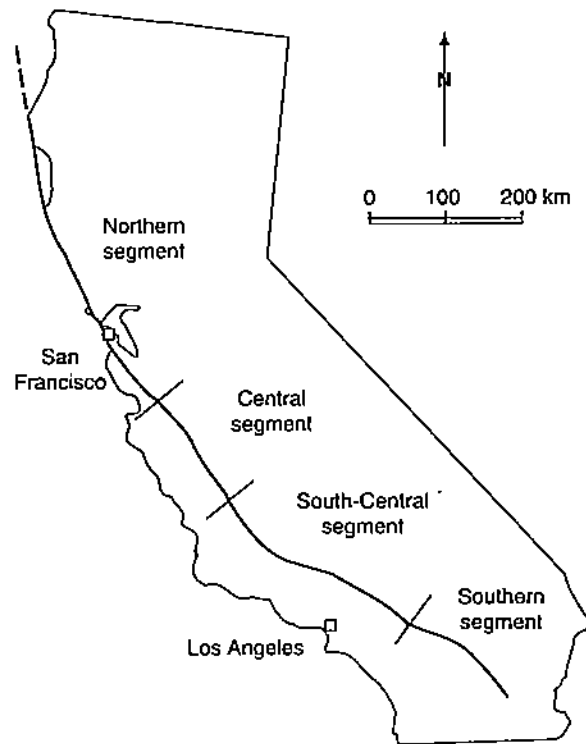 N
0 100 200 km
Northern
segment
San
Francisco
Central
segment
South-Central
segment
Southern
segment
Los Angeles